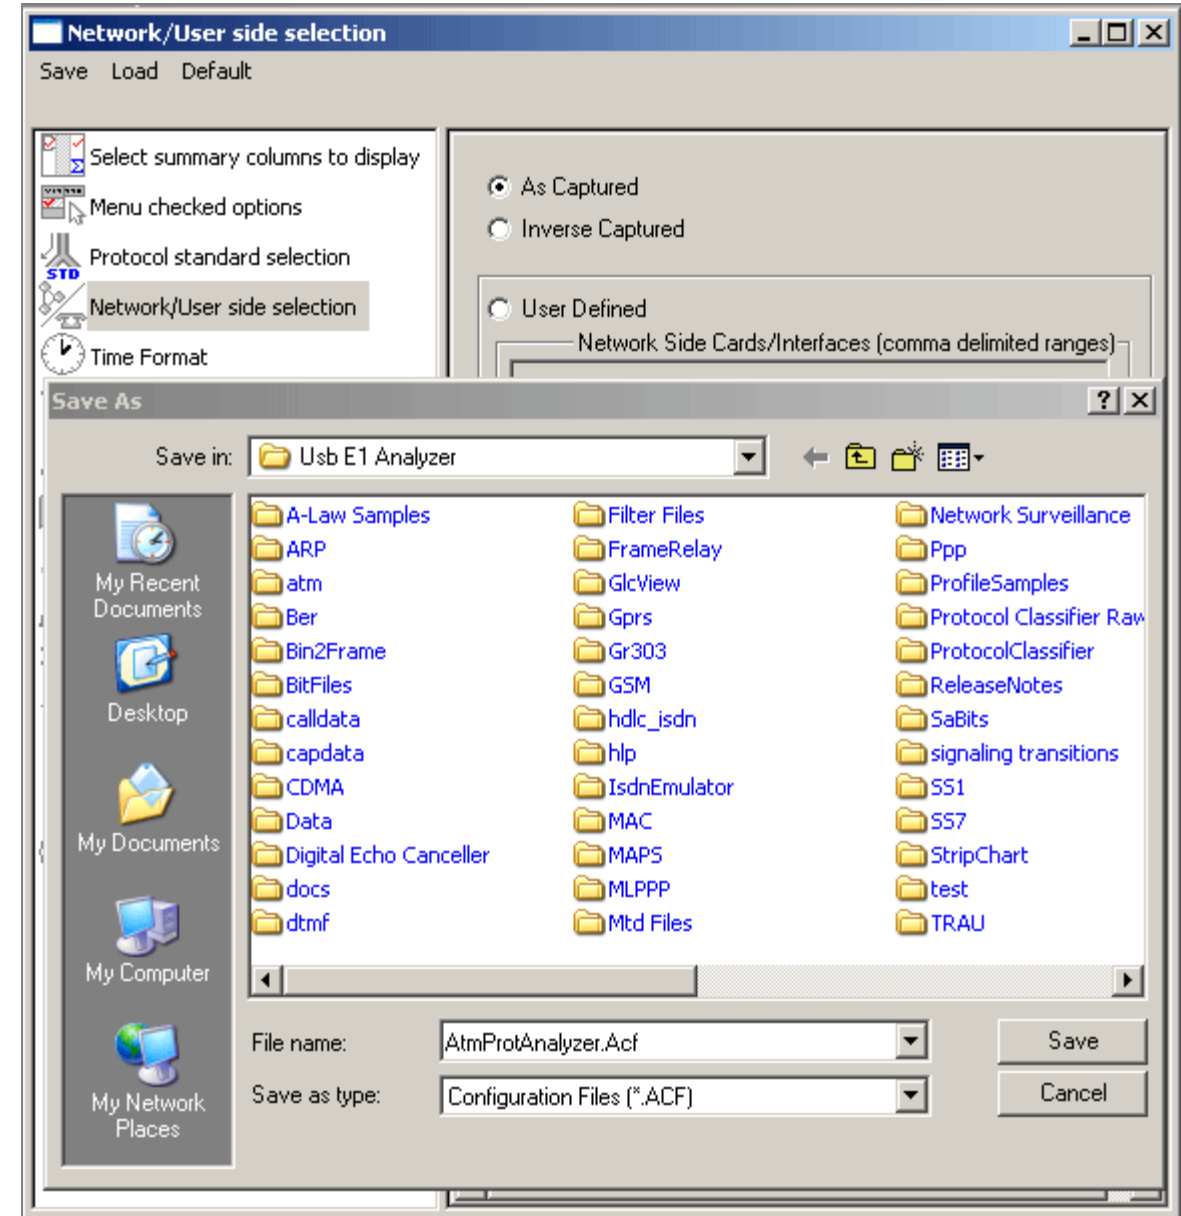 Network/User side selection
Save Load Default
Select summary columns to display
Menu checked options
STD Protocol standard selection
Network/User side selection
Time Format
As Captured
Inverse Captured
User Defined
Network Side Cards/Interfaces (comma delimited ranges)
Save As
Save in: Usb E1 Analyzer
My Recent Documents
Desktop
My Documents
My Computer
My Network Places
A-Law Samples
ARP
atm
Ber
Bin2Frame
BitFiles
calldata
capdata
CDMA
Data
Digital Echo Canceller
docs
dtmf
Filter Files
FrameRelay
GlcView
Gprs
Gr303
GSM
hdlc_isdn
hlp
IsdnEmulator
MAC
MAPS
MLPPP
Mtd Files
Network Surveillance
Ppp
ProfileSamples
Protocol Classifier Raw
ProtocolClassifier
ReleaseNotes
SaBits
signaling transitions
SS1
SS7
StripChart
test
TRAU
File name: AtmProtAnalyzer.Acf Save
Save as type: Configuration Files (*.ACF) Cancel